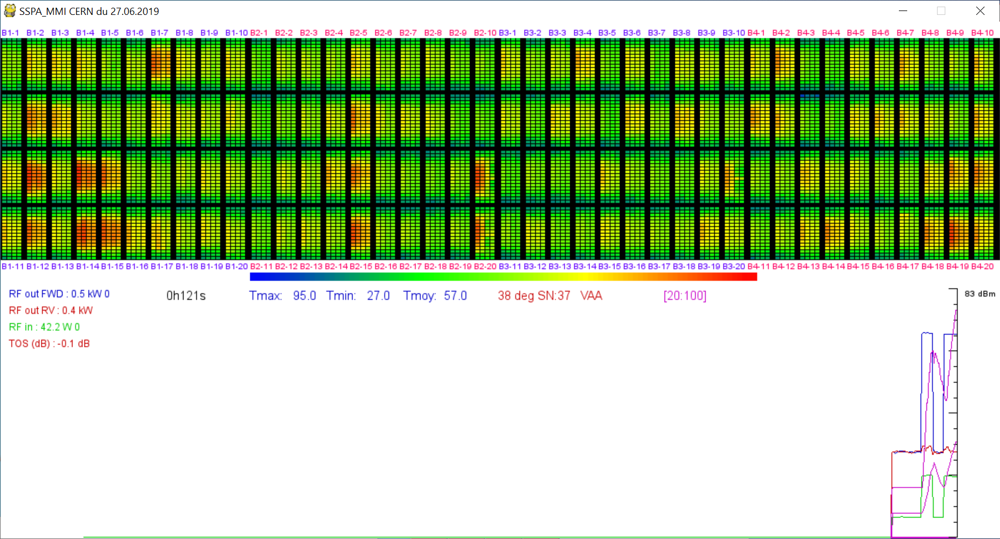 SSPA_MMI CERN du 27.06.2019
B1-1 B1-2 B1-3 B1-4 B1-5 B1-6 B1-7 B1-8 B1-9 B1-10 B2-1 B2-2 B2-3 B2-4 B2-5 B2-6 B2-7 B2-8 B2-9 B2-10 B3-1 B3-2 B3-3 B3-4 B3-5 B3-6 B3-7 B3-8 B3-9 B3-10 B4-1 B4-2 B4-3 B4-4 B4-5 B4-6 B4-7 B4-8 B4-9 B4-10
B1-11 B1-12 B1-13 B1-14 B1-15 B1-16 B1-17 B1-18 B1-19 B1-20 B2-11 B2-12 B2-13 B2-14 B2-15 B2-16 B2-17 B2-18 B2-19 B2-20 B3-11 B3-12 B3-13 B3-14 B3-15 B3-16 B3-17 B3-18 B3-19 B3-20 B4-11 B4-12 B4-13 B4-14 B4-15 B4-16 B4-17 B4-18 B4-19 B4-20
RF out FWD : 0.5 kW 0
0h121s
Tmax: 95.0 Tmin: 27.0 Tmoy: 57.0
38 deg SN:37 VAA
[20:100]
83 dBm
RF out RV : 0.4 kW
RF in : 42.2 W 0
TOS (dB) : -0.1 dB